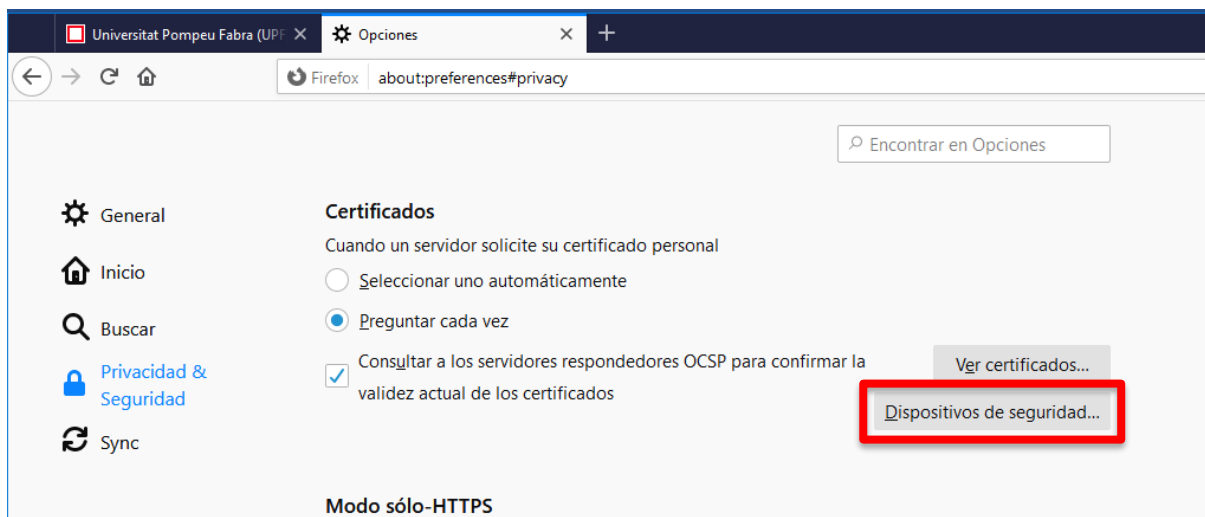 Universitat Pompeu Fabra (UPF
Opciones
Firefox about:preferences#privacy
Encontrar en Opciones
General
Inicio
Buscar
Privacidad &
Seguridad
Sync
Certificados
Cuando un servidor solicite su certificado personal
Seleccionar uno automáticamente
Preguntar cada vez
Consultar a los servidores respondedores OCSP para confirmar la
validez actual de los certificados
Ver certificados...
Dispositivos de seguridad...
Modo sólo-HTTPS